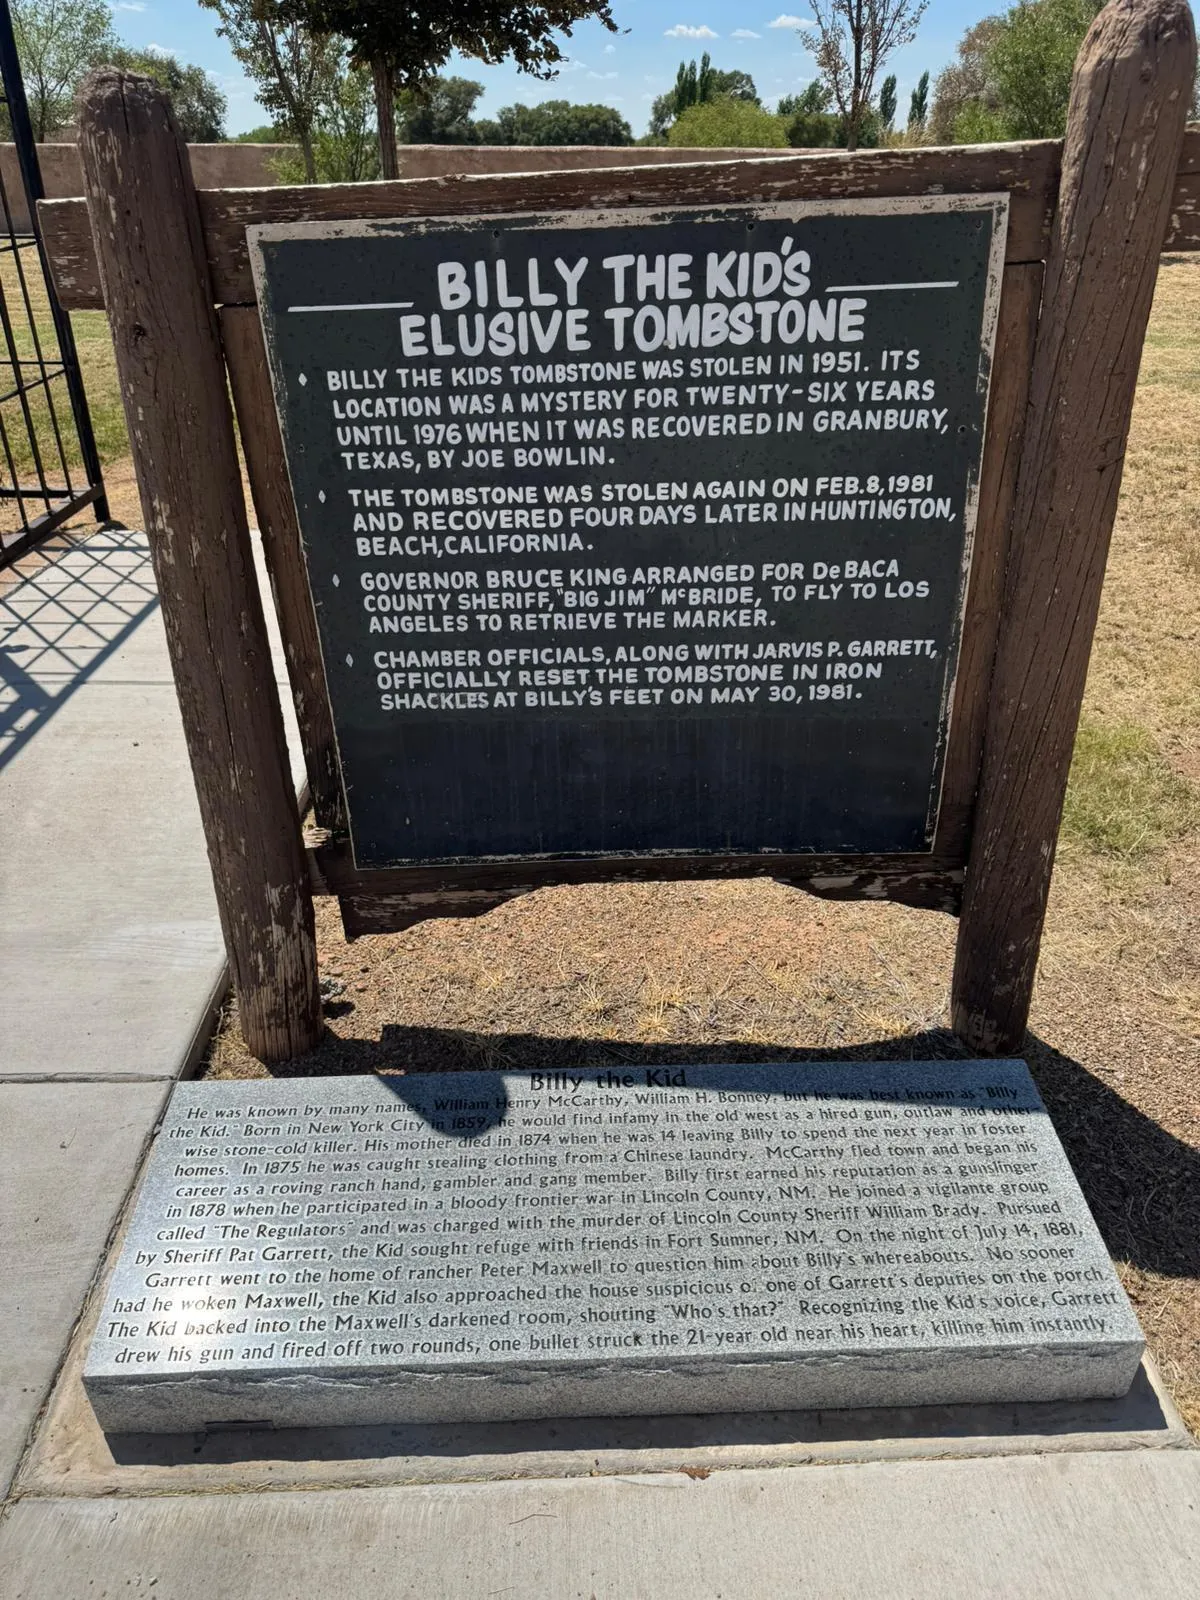 BILLY THE KID'S
ELUSIVE TOMBSTONE
BILLY THE KIDS TOMBSTONE WAS STOLEN IN 1951. ITS
LOCATION WAS A MYSTERY FOR TWENTY-SIX YEARS
UNTIL 1976 WHEN IT WAS RECOVERED IN GRANBURY,
TEXAS, BY JOE BOWLIN.
THE TOMBSTONE WAS STOLEN AGAIN ON FEB. 8, 1981
AND RECOVERED FOUR DAYS LATER IN HUNTINGTON,
BEACH, CALIFORNIA.
GOVERNOR BRUCE KING ARRANGED FOR DeBACA
COUNTY SHERIFF, "BIG JIM" McBRIDE, TO FLY TO LOS
ANGELES TO RETRIEVE THE MARKER.
CHAMBER OFFICIALS, ALONG WITH JARVIS P. GARRETT,
OFFICIALLY RESET THE TOMBSTONE IN IRON
SHACKLES AT BILLY'S FEET ON MAY 30, 1981.
Billy the Kid
He was known by many names, William Henry McCarthy, William H. Bonney, but he was best known as "Billy
the Kid." Born in New York City in 1859, he would find infamy in the old west as a hired gun, outlaw and other-
wise stone-cold killer. His mother died in 1874 when he was 14 leaving Billy to spend the next year in foster
homes. In 1875 he was caught stealing clothing from a Chinese laundry. McCarthy fled town and began his
career as a roving ranch hand, gambler and gang member. Billy first earned his reputation as a gunslinger
in 1878 when he participated in a bloody frontier war in Lincoln County, NM. He joined a vigilante group
called "The Regulators" and was charged with the murder of Lincoln County Sheriff William Brady. Pursued
by Sheriff Pat Garrett, the Kid sought refuge with friends in Fort Sumner, NM. On the night of July 14, 1881,
Garrett went to the home of rancher Peter Maxwell to question him about Billy's whereabouts. No sooner
had he woken Maxwell, the Kid also approached the house suspicious of one of Garrett's deputies on the porch.
The Kid backed into the Maxwell's darkened room, shouting "Who's that?" Recognizing the Kid's voice, Garrett
drew his gun and fired off two rounds, one bullet struck the 21-year old near his heart, killing him instantly.